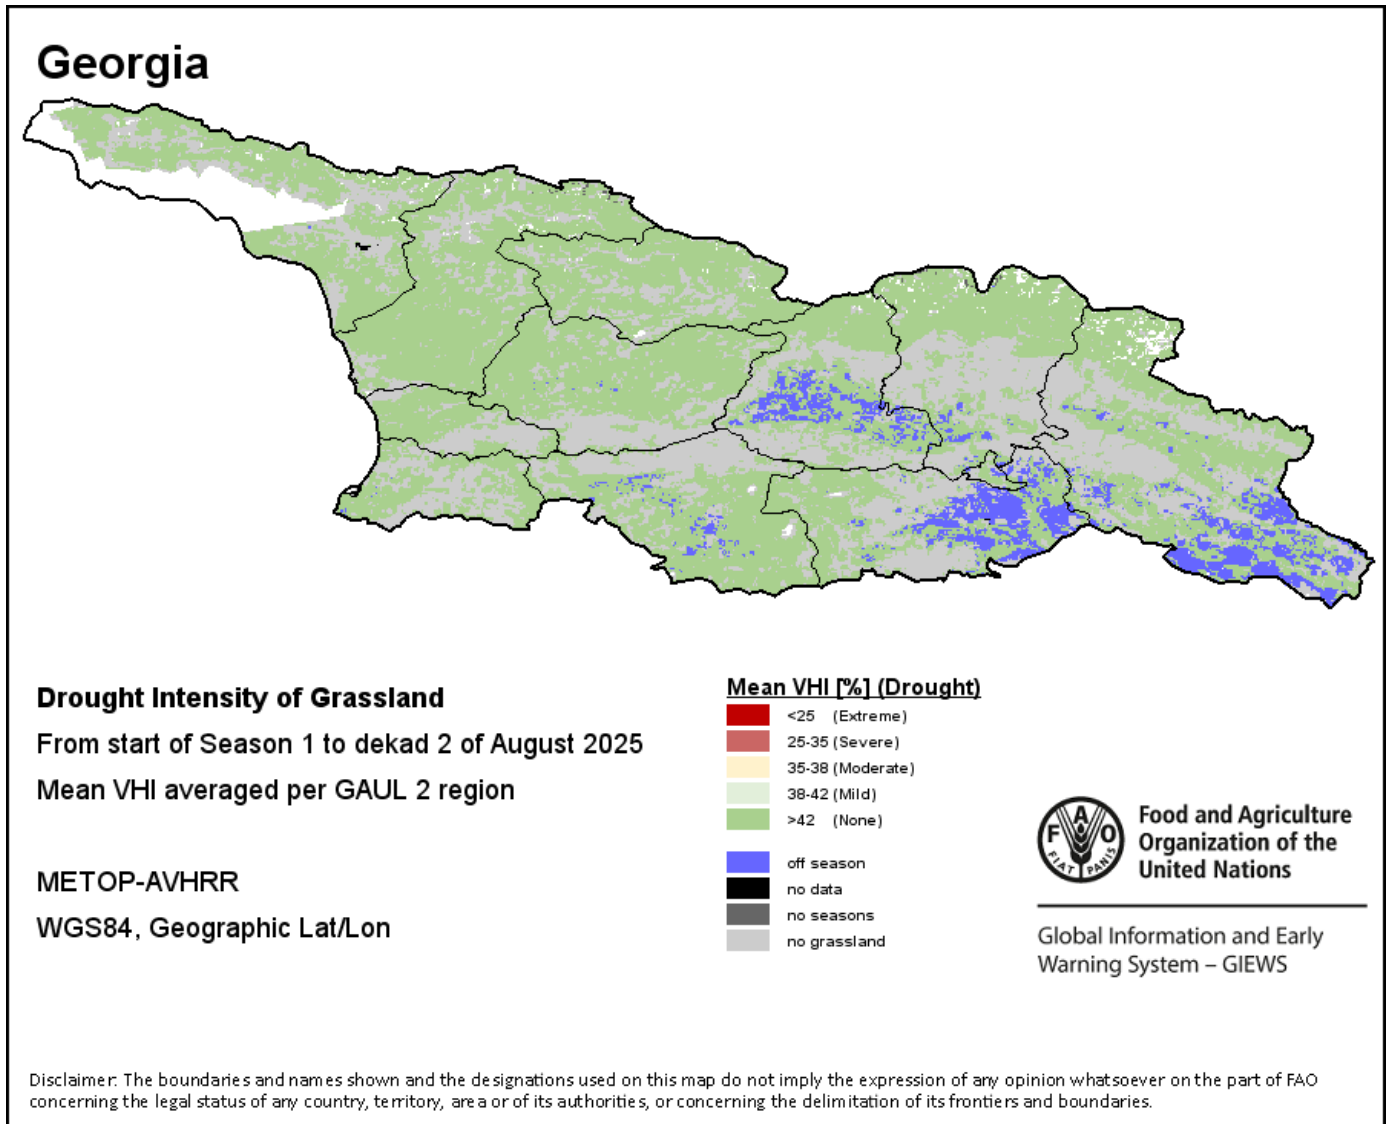 Georgia
Drought Intensity of Grassland
From start of Season 1 to dekad 2 of August 2025
Mean VHI averaged per GAUL 2 region
METOP-AVHRR
WGS84, Geographic Lat/Lon
Mean VHI [%] (Drought)
<25 (Extreme)
25-35 (Severe)
35-38 (Moderate)
38-42 (Mild)
>42 (None)
off season
no data
no seasons
no grassland
F A O
FIAT PANIS
Food and Agriculture
Organization of the
United Nations
Global Information and Early
Warning System – GIEWS
Disclaimer: The boundaries and names shown and the designations used on this map do not imply the expression of any opinion whatsoever on the part of FAO
concerning the legal status of any country, territory, area or of its authorities, or concerning the delimitation of its frontiers and boundaries.